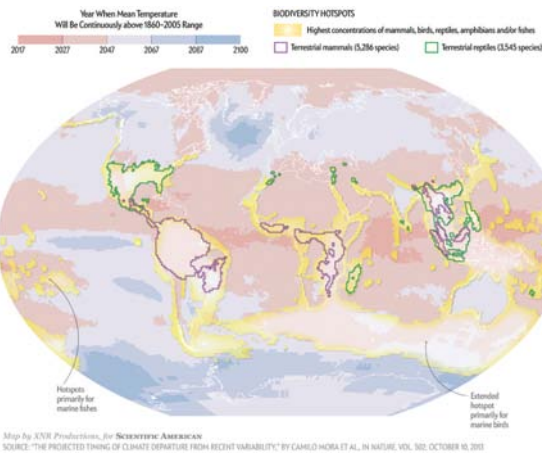 Year When Mean Temperature
Will Be Continuously above 1860–2005 Range
2017 2027 2047 2067 2087 2100
BIODIVERSITY HOTSPOTS
Highest concentrations of mammals, birds, reptiles, amphibians and/or fishes
Terrestrial mammals (5,286 species)
Terrestrial reptiles (3,545 species)
Hotspots
primarily for
marine fishes
Extended
hotspot
primarily for
marine birds
Map by XNR Productions, for SCIENTIFIC AMERICAN
SOURCE: "THE PROJECTED TIMING OF CLIMATE DEPARTURE FROM RECENT VARIABILITY," BY CAMILO MORA ET AL., IN NATURE, VOL. 502; OCTOBER 10, 2013